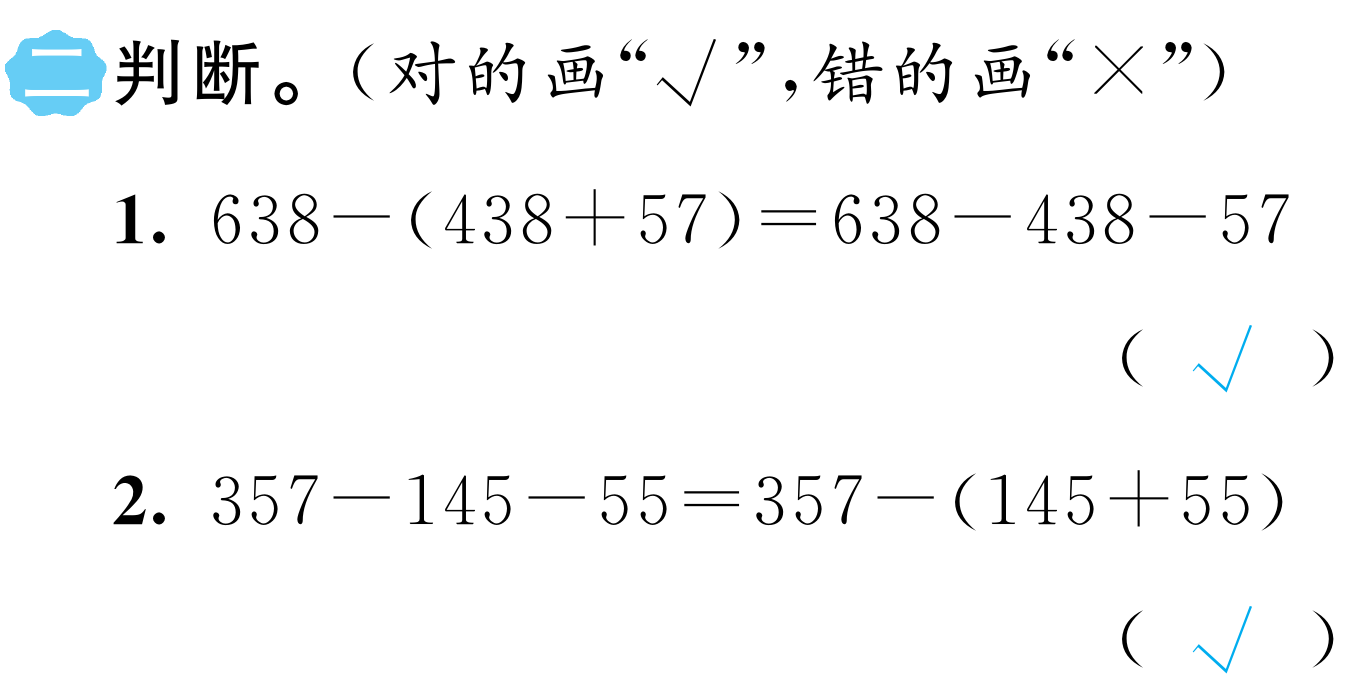 二 判断。(对的画“√”,错的画“×”)
1. 638-(438+57)=638-438-57
( √ )
2. 357-145-55=357-(145+55)
( √ )